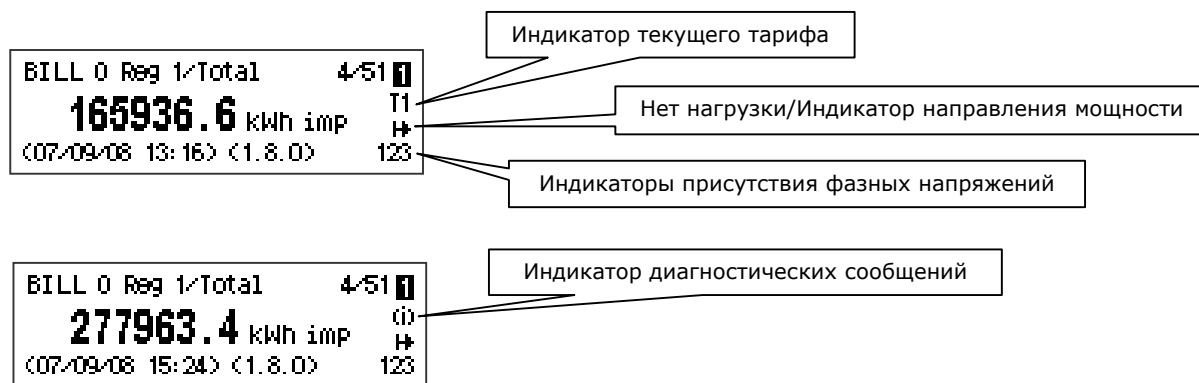 Индикатор текущего тарифа
BILL 0 Reg 1/Total 4/51 1
T1
165936.6 kWh imp
Нет нагрузки/Индикатор направления мощности
(07/09/08 13:16) (1.8.0) 123
Индикаторы присутствия фазных напряжений
BILL 0 Reg 1/Total 4/51 1
Индикатор диагностических сообщений
(i)
277963.4 kWh imp
(07/09/08 15:24) (1.8.0) 123